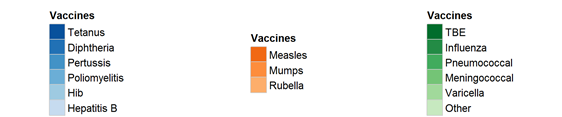 Vaccines
Tetanus
Diphtheria
Pertussis
Poliomyelitis
Hib
Hepatitis B
Vaccines
Measles
Mumps
Rubella
Vaccines
TBE
Influenza
Pneumococcal
Meningococcal
Varicella
Other